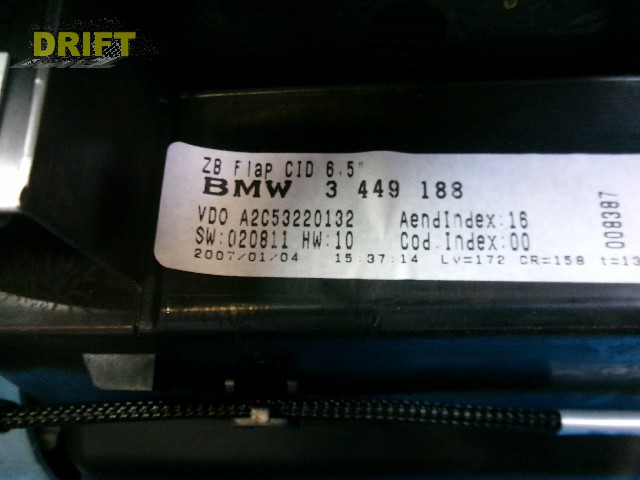 DRIFT
ZB Flap CID 6.5"
BMW 3 449 188
VDO A2C53220132 AendIndex:16
SW:020811 HW:10 Cod.Index:00
2007/01/04 15:37:14 Lv=172 CR=158 t=13
008387